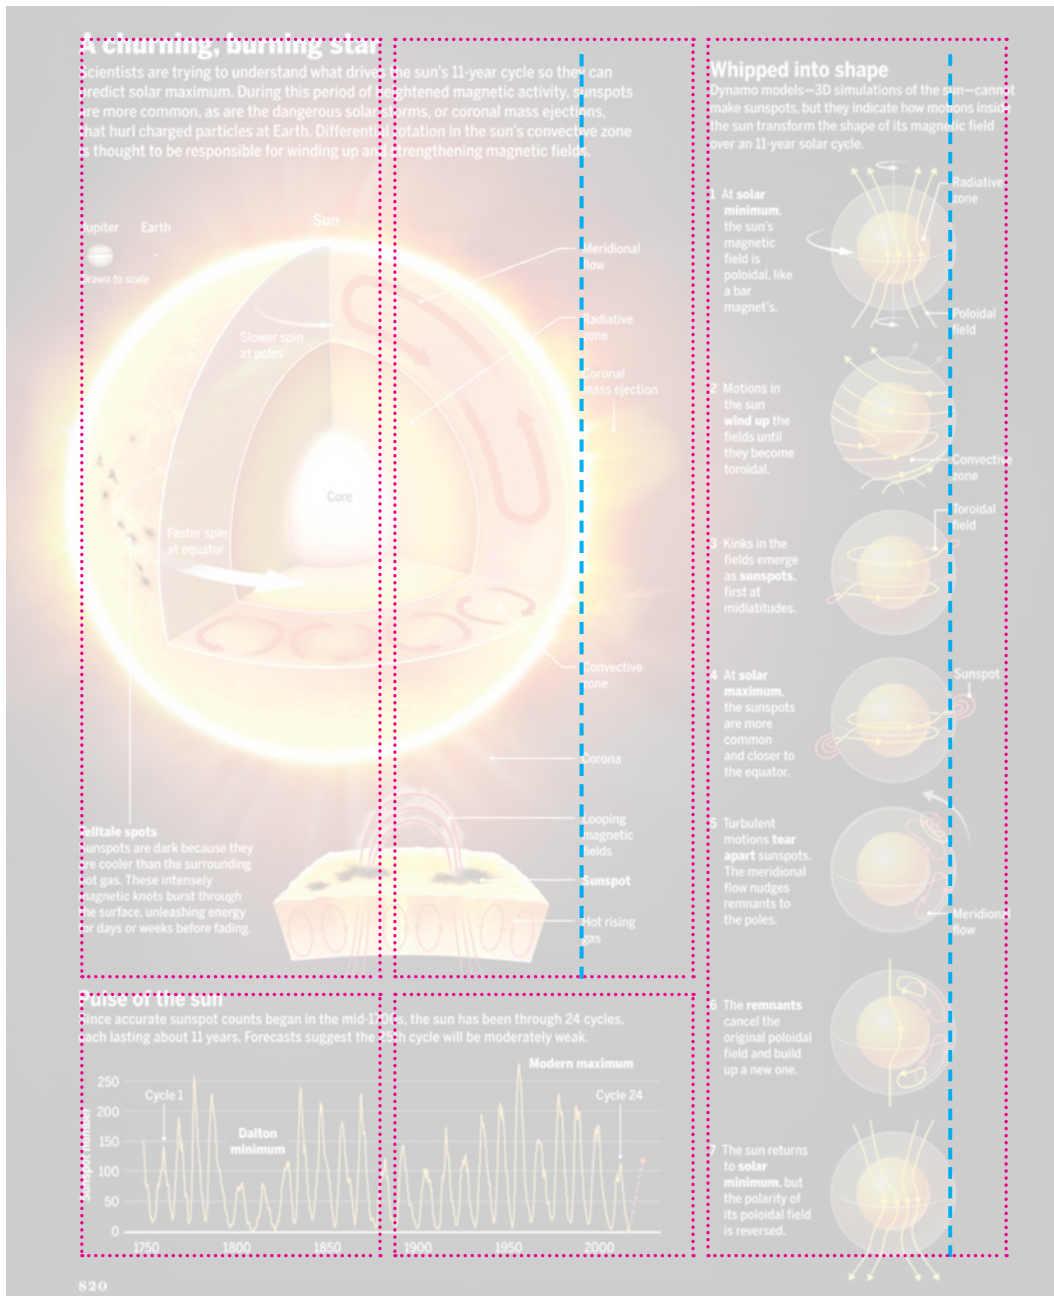 A churning, burning star
Scientists are trying to understand what drives the sun's 11-year cycle so they can
predict solar maximum. During this period of heightened magnetic activity, sunspots
are more common, as are the dangerous solar storms, or coronal mass ejections,
that hurl charged particles at Earth. Differential rotation in the sun's convective zone
is thought to be responsible for winding up and strengthening magnetic fields.
Jupiter
Earth
Drawn to scale
Sun
Meridional
flow
Radiative
zone
Coronal
mass ejection
Slower spin
at poles
Core
Faster spin
at equator
Convective
zone
Corona
Looping
magnetic
fields
Sunspot
Hot rising
gas
Telltale spots
Sunspots are dark because they
are cooler than the surrounding
hot gas. These intensely
magnetic knots burst through
the surface, unleashing energy
for days or weeks before fading.
Pulse of the sun
Since accurate sunspot counts began in the mid-1700s, the sun has been through 24 cycles,
each lasting about 11 years. Forecasts suggest the 25th cycle will be moderately weak.
Modern maximum
Cycle 1
Cycle 24
Dalton
minimum
Sunspot number
250
200
150
100
50
0
1750 1800 1850 1900 1950 2000
Whipped into shape
Dynamo models—3D simulations of the sun—cannot
make sunspots, but they indicate how motions inside
the sun transform the shape of its magnetic field
over an 11-year solar cycle.
1 At solar
minimum,
the sun's
magnetic
field is
poloidal, like
a bar
magnet's.
Radiative
zone
Poloidal
field
2 Motions in
the sun
wind up the
fields until
they become
toroidal.
Convective
zone
Toroidal
field
3 Kinks in the
fields emerge
as sunspots,
first at
midlatitudes.
4 At solar
maximum,
the sunspots
are more
common
and closer to
the equator.
Sunspot
5 Turbulent
motions tear
apart sunspots.
The meridional
flow nudges
remnants to
the poles.
Meridional
flow
6 The remnants
cancel the
original poloidal
field and build
up a new one.
7 The sun returns
to solar
minimum, but
the polarity of
its poloidal field
is reversed.
820